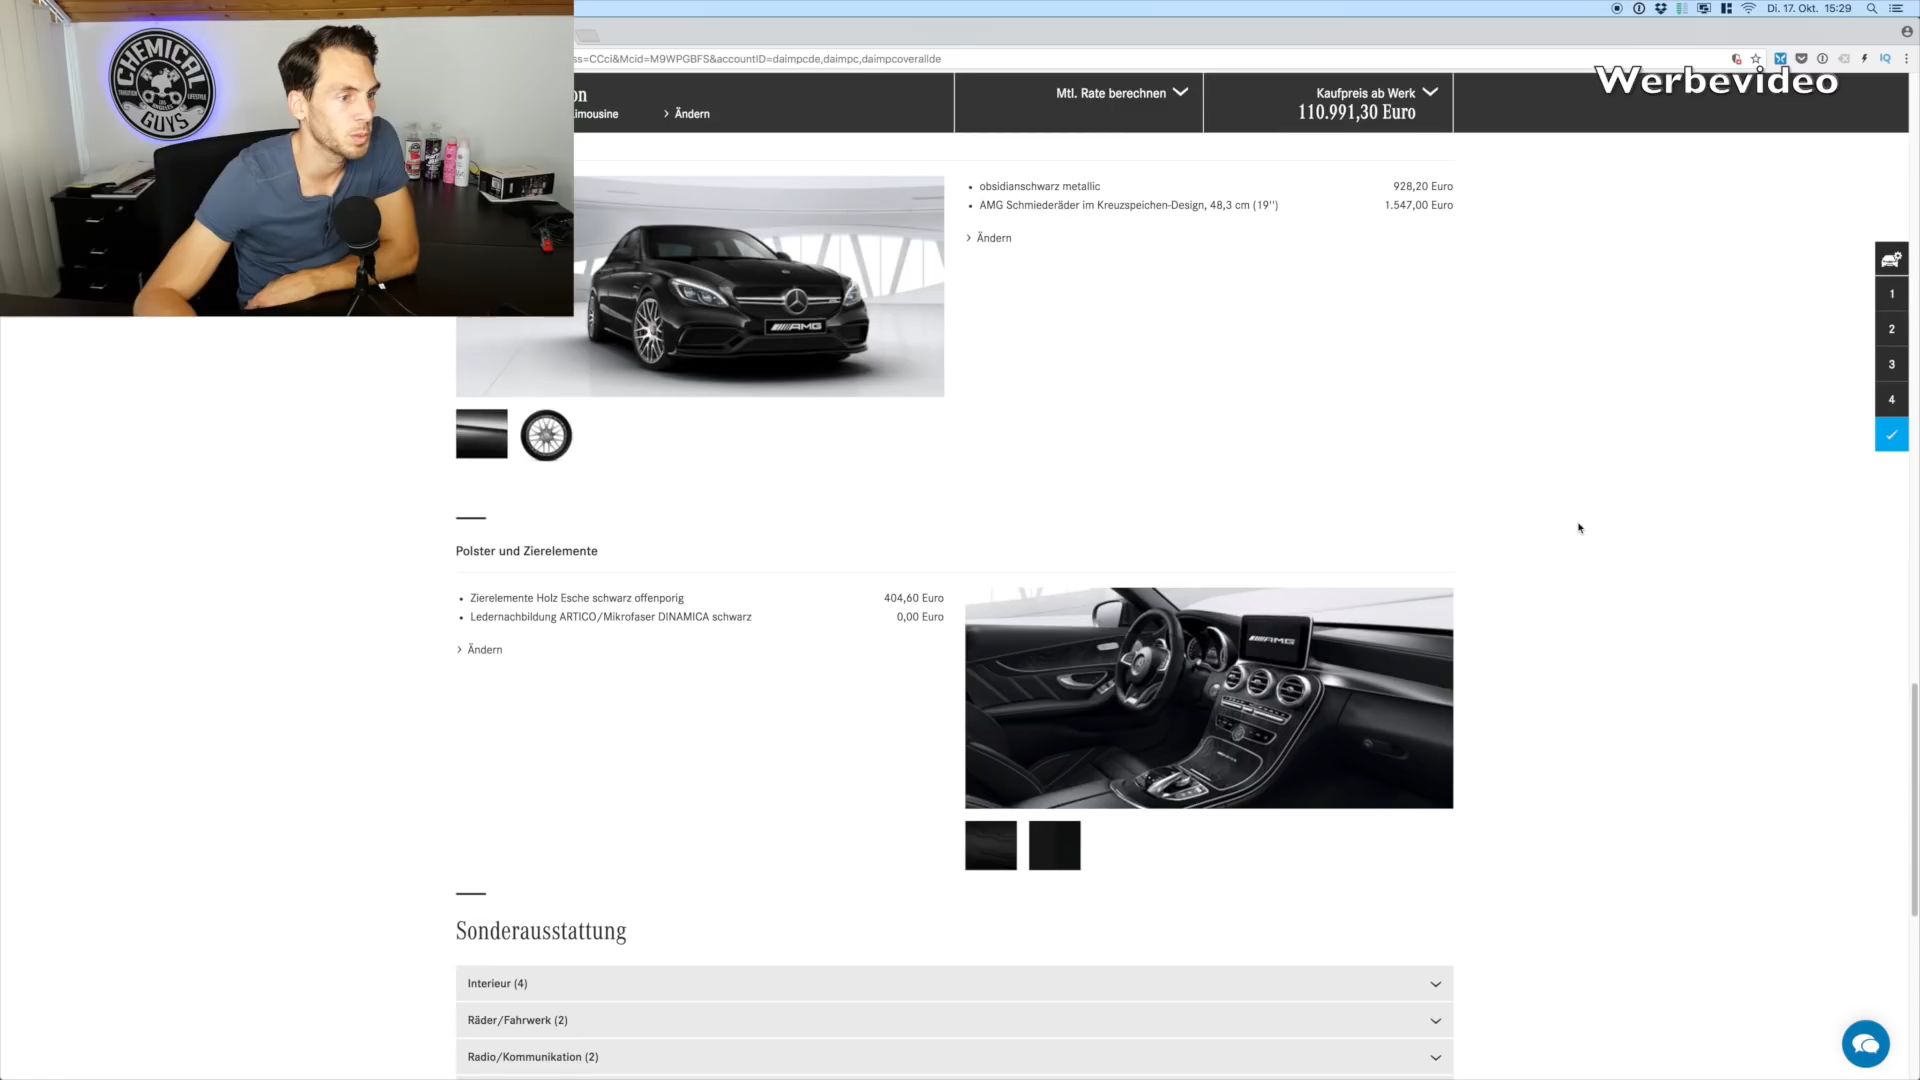 Di. 17. Okt. 15:29
ss=CCci&Mcid=M9WPGBFS&accountID=daimpcde,daimpc,daimpcoverallde
IQ
Werbevideo
CHEMICAL
GUYS
on
Limousine
Ändern
Mtl. Rate berechnen
Kaufpreis ab Werk
110.991,30 Euro
obsidianschwarz metallic 928,20 Euro
AMG Schmiederäder im Kreuzspeichen-Design, 48,3 cm (19'') 1.547,00 Euro
Ändern
AMG
1
2
3
4
Polster und Zierelemente
Zierelemente Holz Esche schwarz offenporig 404,60 Euro
Ledernachbildung ARTICO/Mikrofaser DINAMICA schwarz 0,00 Euro
Ändern
AMG
Sonderausstattung
Interieur (4)
Räder/Fahrwerk (2)
Radio/Kommunikation (2)